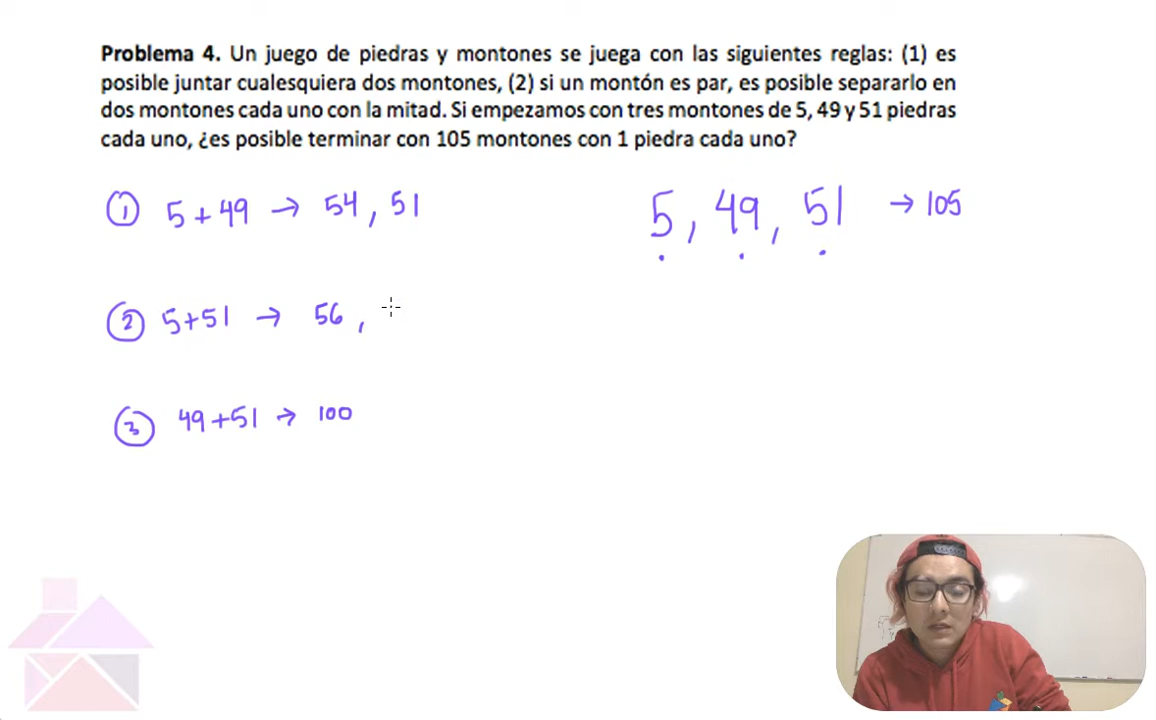 Problema 4. Un juego de piedras y montones se juega con las siguientes reglas: (1) es
posible juntar cualesquiera dos montones, (2) si un montón es par, es posible separarlo en
dos montones cada uno con la mitad. Si empezamos con tres montones de 5, 49 y 51 piedras
cada uno, ¿es posible terminar con 105 montones con 1 piedra cada uno?
① 5 + 49 → 54, 51
5, 49, 51 → 105
② 5+51 → 56,
③ 49+51 → 100